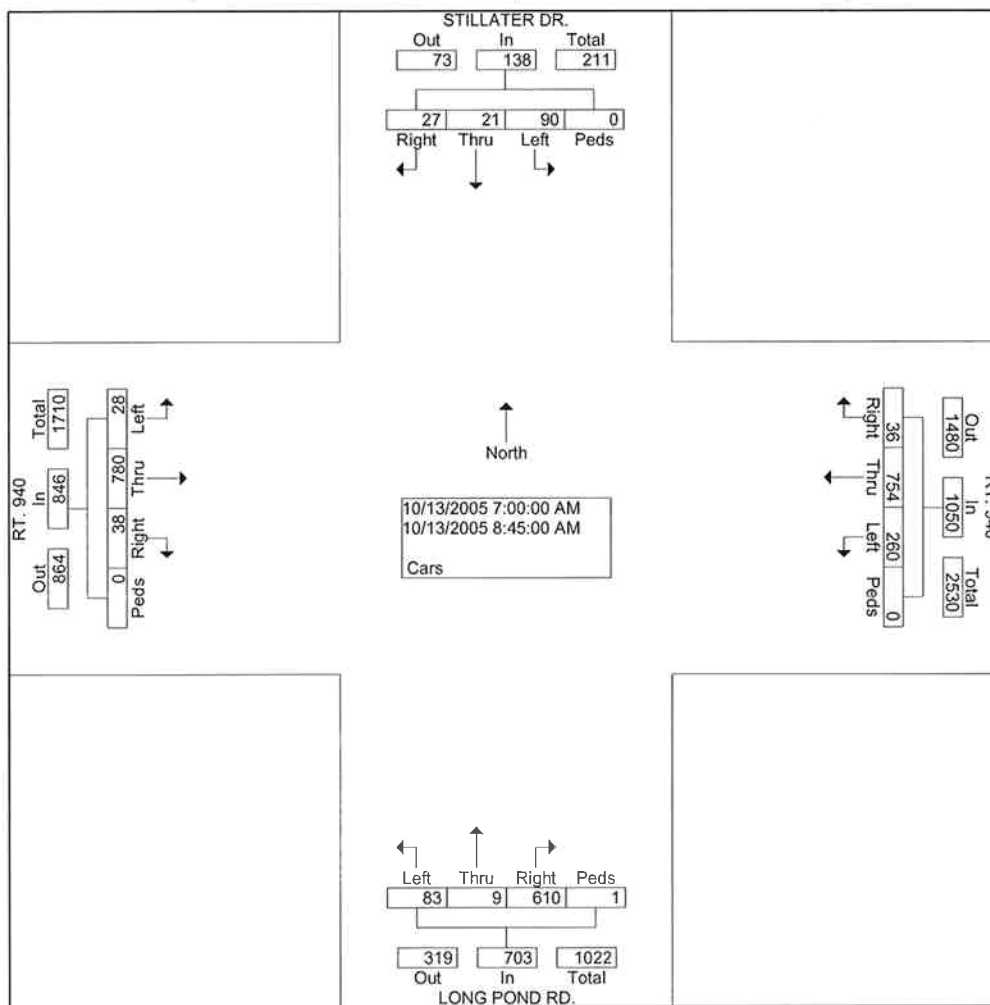 STILLATER DR.
Out In Total
73 138 211
27 21 90 0
Right Thru Left Peds
RT. 940
Total In Out
1710 846 864
28 780 38 0
Left Thru Right Peds
North
10/13/2005 7:00:00 AM
10/13/2005 8:45:00 AM
Cars
Right Thru Left Peds
36 754 260 0
Out In Total
1480 1050 2530
RT. 940
Left Thru Right Peds
83 9 610 1
319 703 1022
Out In Total
LONG POND RD.